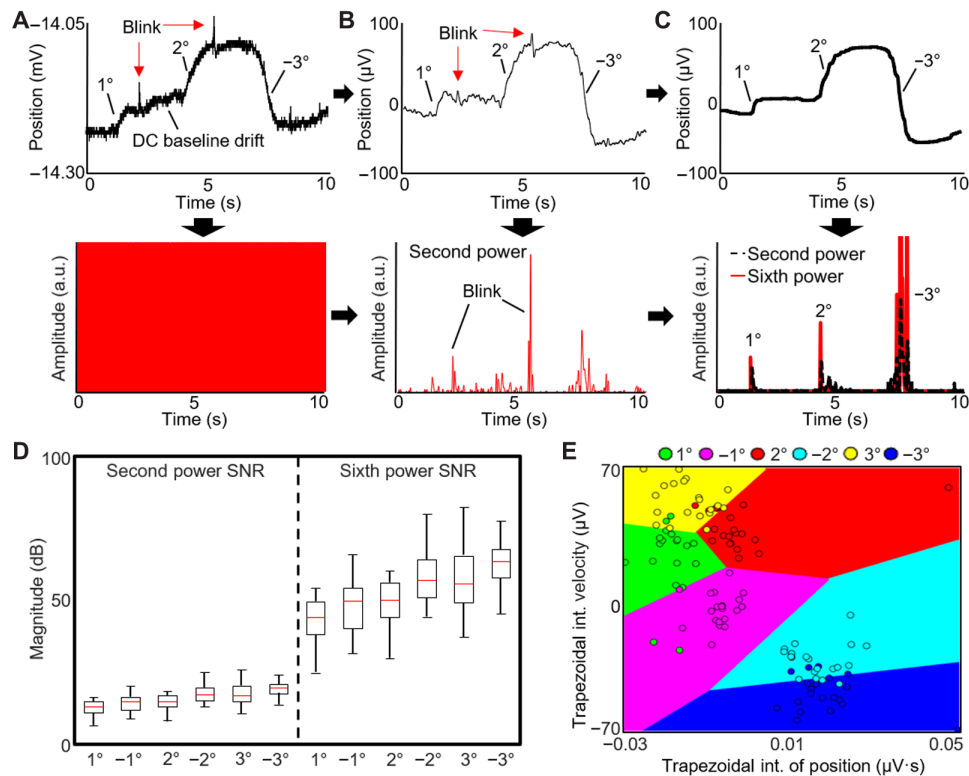 A
−14.05
Position (mV)
−14.30
Blink
1°
2°
−3°
DC baseline drift
0
5
10
Time (s)
B
100
Position (µV)
0
−100
Blink
1°
2°
−3°
0
5
10
Time (s)
C
100
Position (µV)
0
−100
1°
2°
−3°
0
5
10
Time (s)
Amplitude (a.u.)
0
5
10
Time (s)
Amplitude (a.u.)
Second power
Blink
0
5
10
Time (s)
Amplitude (a.u.)
Second power
Sixth power
1°
2°
−3°
0
5
10
Time (s)
D
100
50
0
Magnitude (dB)
Second power SNR
Sixth power SNR
1° −1° 2° −2° 3° −3° 1° −1° 2° −2° 3° −3°
E
1° −1° 2° −2° 3° −3°
70
0
−70
Trapezoidal int. velocity (µV)
−0.03 0.01 0.05
Trapezoidal int. of position (µV·s)